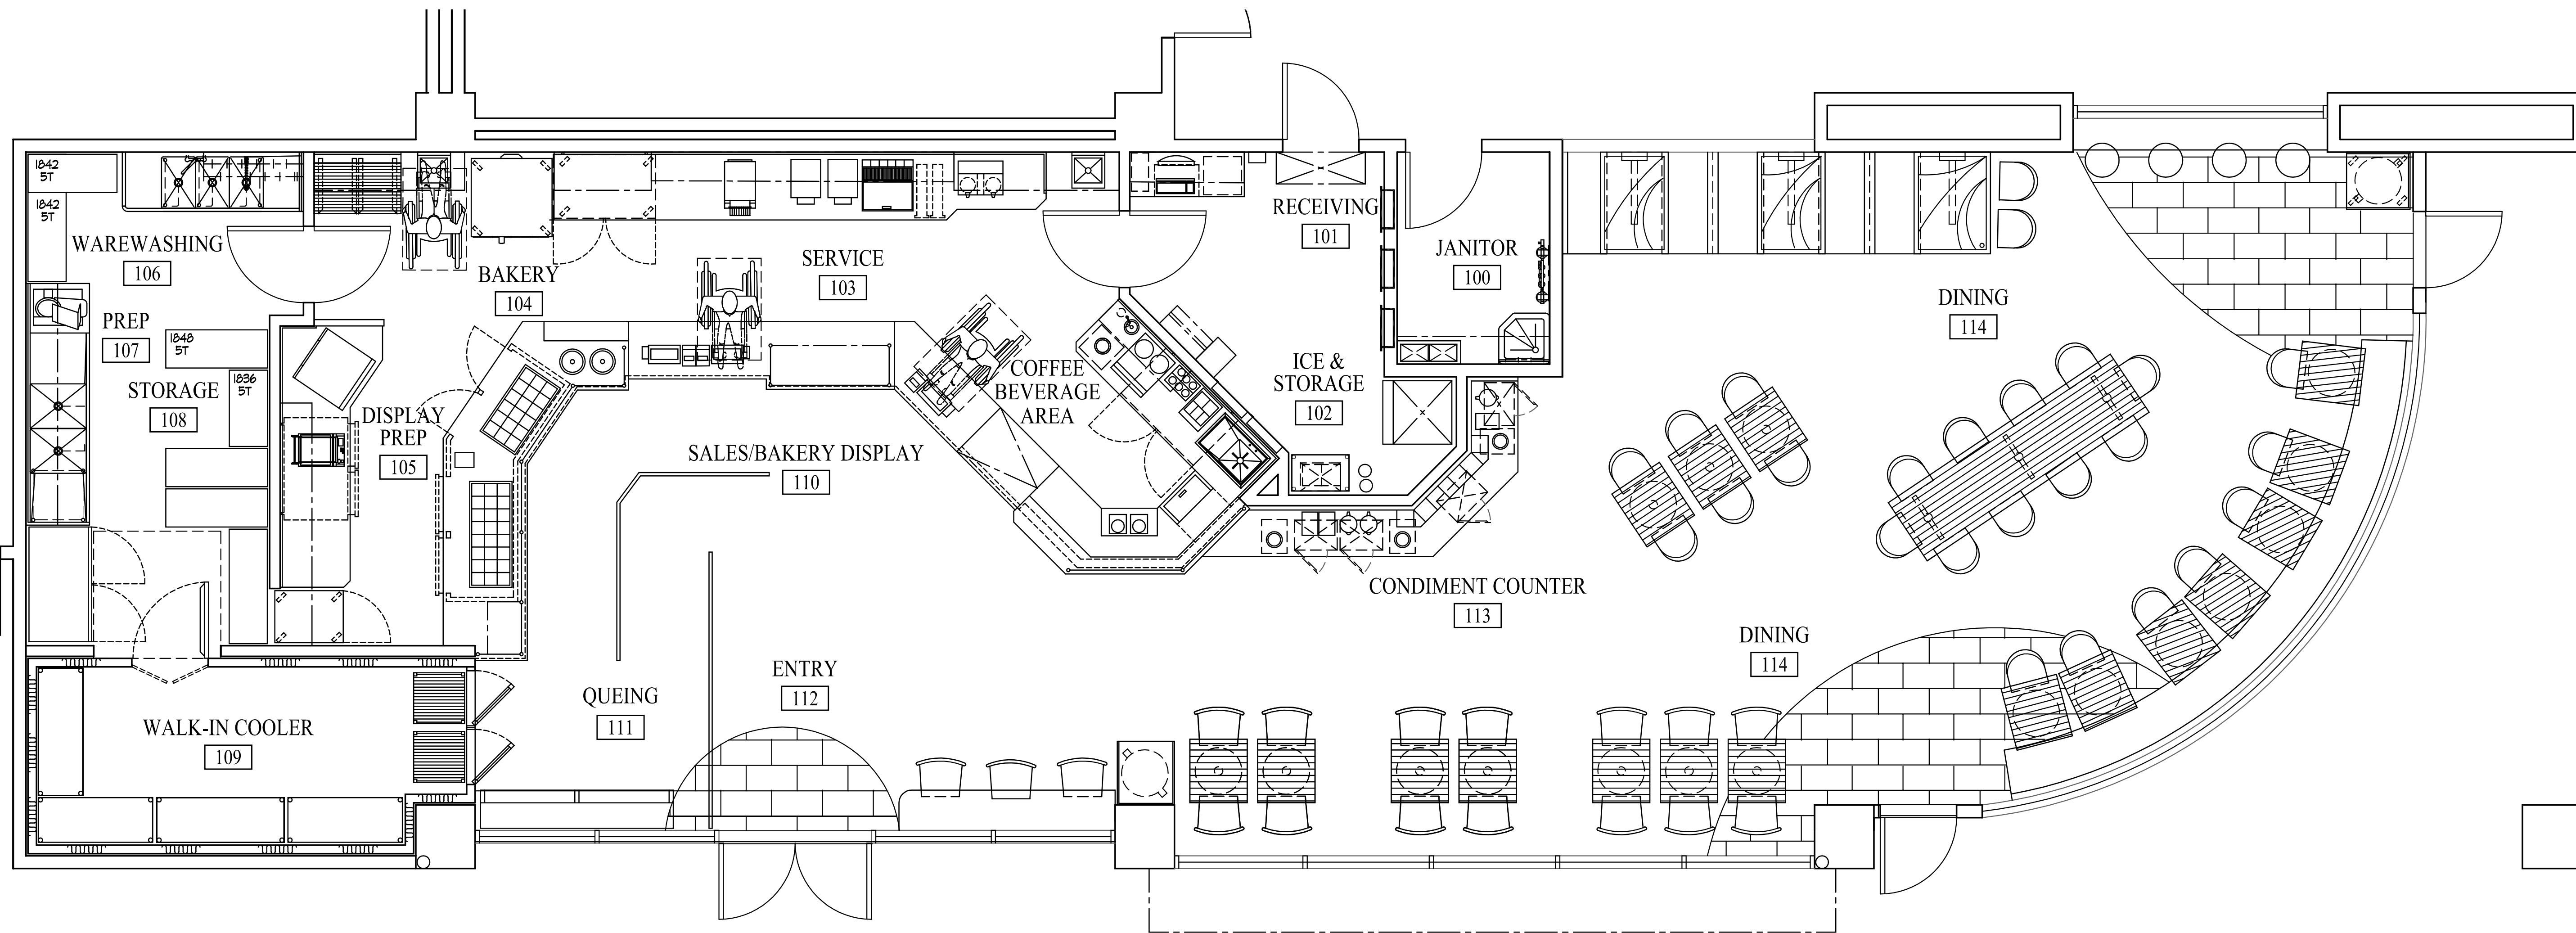 1842
5T
1842
5T
WAREWASHING
106
PREP
107
1848
5T
STORAGE
108
1836
5T
BAKERY
104
DISPLAY
PREP
105
SERVICE
103
COFFEE
BEVERAGE
AREA
RECEIVING
101
JANITOR
100
ICE &
STORAGE
102
DINING
114
SALES/BAKERY DISPLAY
110
CONDIMENT COUNTER
113
DINING
114
ENTRY
112
QUEING
111
WALK-IN COOLER
109